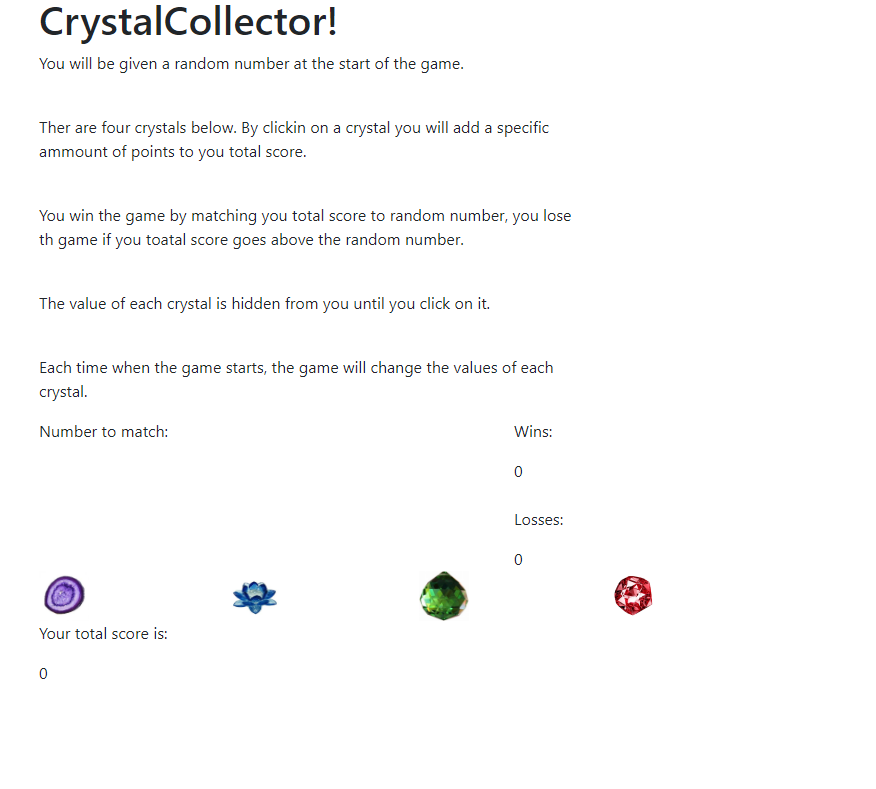 CrystalCollector!
You will be given a random number at the start of the game.
Ther are four crystals below. By clickin on a crystal you will add a specific
ammount of points to you total score.
You win the game by matching you total score to random number, you lose
th game if you toatal score goes above the random number.
The value of each crystal is hidden from you until you click on it.
Each time when the game starts, the game will change the values of each
crystal.
Number to match:
Wins:
0
Losses:
0
Your total score is:
0